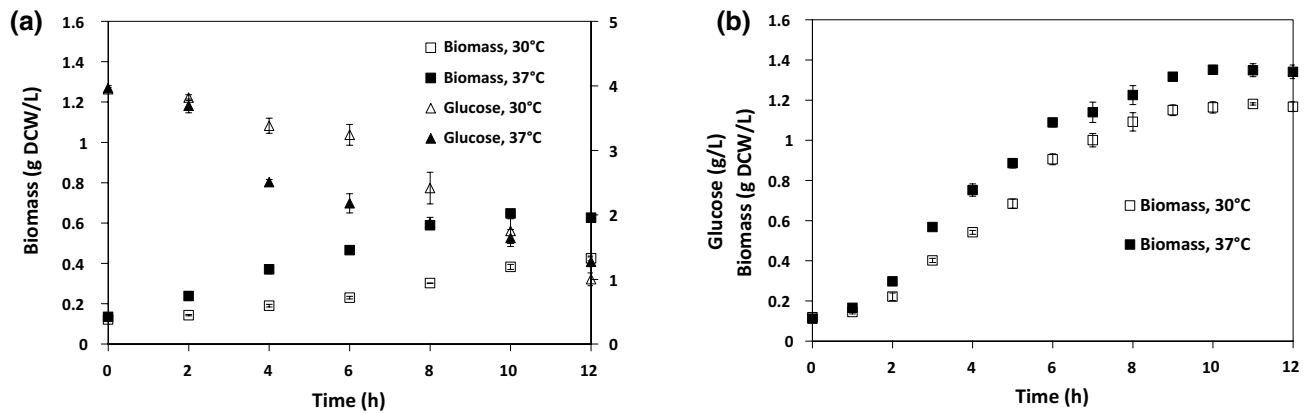 (a)
1.6
1.4
1.2
1
0.8
0.6
0.4
0.2
0
Biomass (g DCW/L)
5
4
3
2
1
0
Glucose (g/L)
Biomass, 30°C
Biomass, 37°C
Glucose, 30°C
Glucose, 37°C
0 2 4 6 8 10 12
Time (h)
(b)
1.6
1.4
1.2
1
0.8
0.6
0.4
0.2
0
Biomass (g DCW/L)
Biomass, 30°C
Biomass, 37°C
0 2 4 6 8 10 12
Time (h)